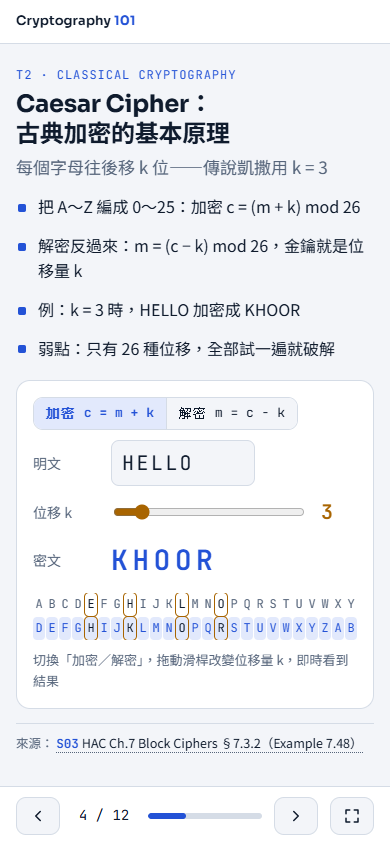 Cryptography 101
T2 · CLASSICAL CRYPTOGRAPHY
Caesar Cipher：
古典加密的基本原理
每個字母往後移 k 位——傳說凱撒用 k = 3
把 A～Z 編成 0～25：加密 c = (m + k) mod 26
解密反過來：m = (c − k) mod 26，金鑰就是位
移量 k
例：k = 3 時，HELLO 加密成 KHOOR
弱點：只有 26 種位移，全部試一遍就破解
加密 c = m + k 解密 m = c - k
明文 HELLO
位移 k 3
密文 KHOOR
A B C D E F G H I J K L M N O P Q R S T U V W X Y
D E F G H I J K L M N O P Q R S T U V W X Y Z A B
切換「加密／解密」，拖動滑桿改變位移量 k，即時看到
結果
來源： S03 HAC Ch.7 Block Ciphers §7.3.2（Example 7.48）
4 / 12